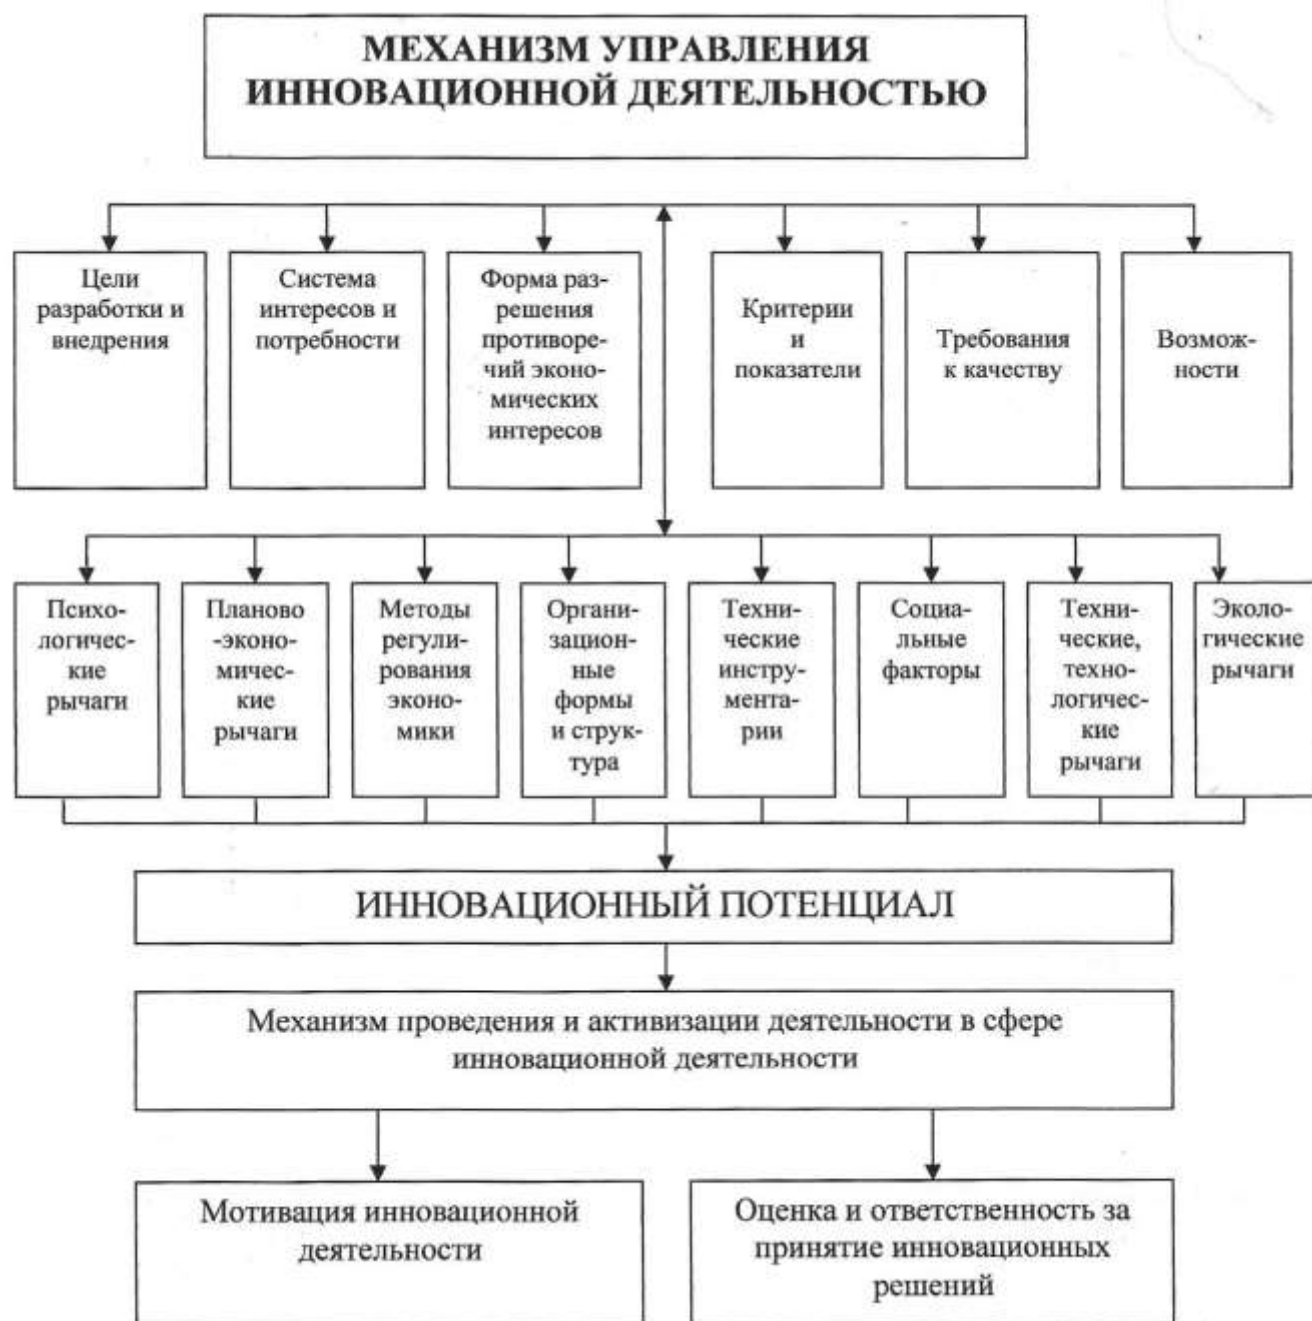 МЕХАНИЗМ УПРАВЛЕНИЯ
ИННОВАЦИОННОЙ ДЕЯТЕЛЬНОСТЬЮ
Цели
разработки и
внедрения
Система
интересов и
потребности
Форма раз-
решения
противоре-
чий эконо-
мических
интересов
Критерии
и
показатели
Требования
к качеству
Возмож-
ности
Психо-
логичес-
кие
рычаги
Планово
-эконо-
мичес-
кие
рычаги
Методы
регули-
рования
эконо-
мики
Органи-
зацион-
ные
формы
и струк-
тура
Техни-
ческие
инстру-
мента-
рии
Социа-
льные
факторы
Техни-
ческие,
техно-
логичес-
кие
рычаги
Эколо-
гические
рычаги
ИННОВАЦИОННЫЙ ПОТЕНЦИАЛ
Механизм проведения и активизации деятельности в сфере
инновационной деятельности
Мотивация инновационной
деятельности
Оценка и ответственность за
принятие инновационных
решений